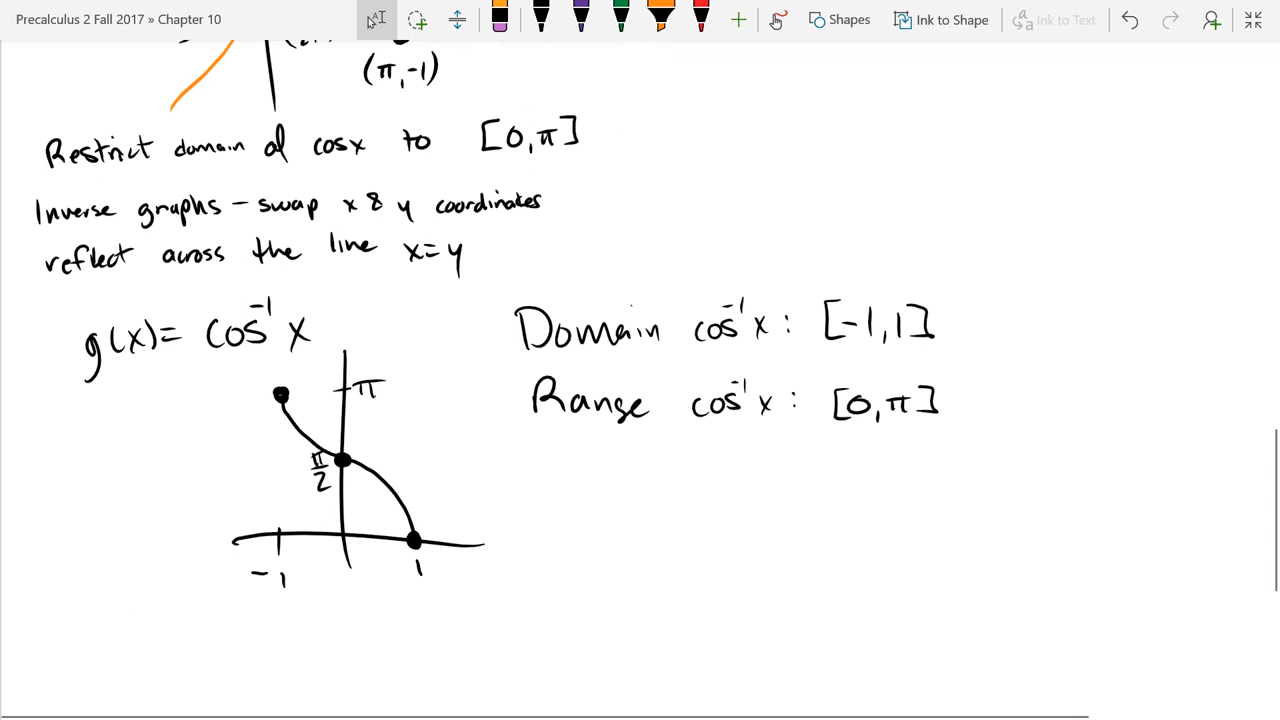 Precalculus 2 Fall 2017 » Chapter 10
Shapes
Ink to Shape
Ink to Text
(π,-1)
Restrict domain of cosx to [0,π]
Inverse graphs - swap x & y coordinates
reflect across the line x=y
g(x)= cos⁻¹ x
Domain cos⁻¹ x : [-1,1]
π
Range cos⁻¹ x : [0,π]
π/2
-1
1